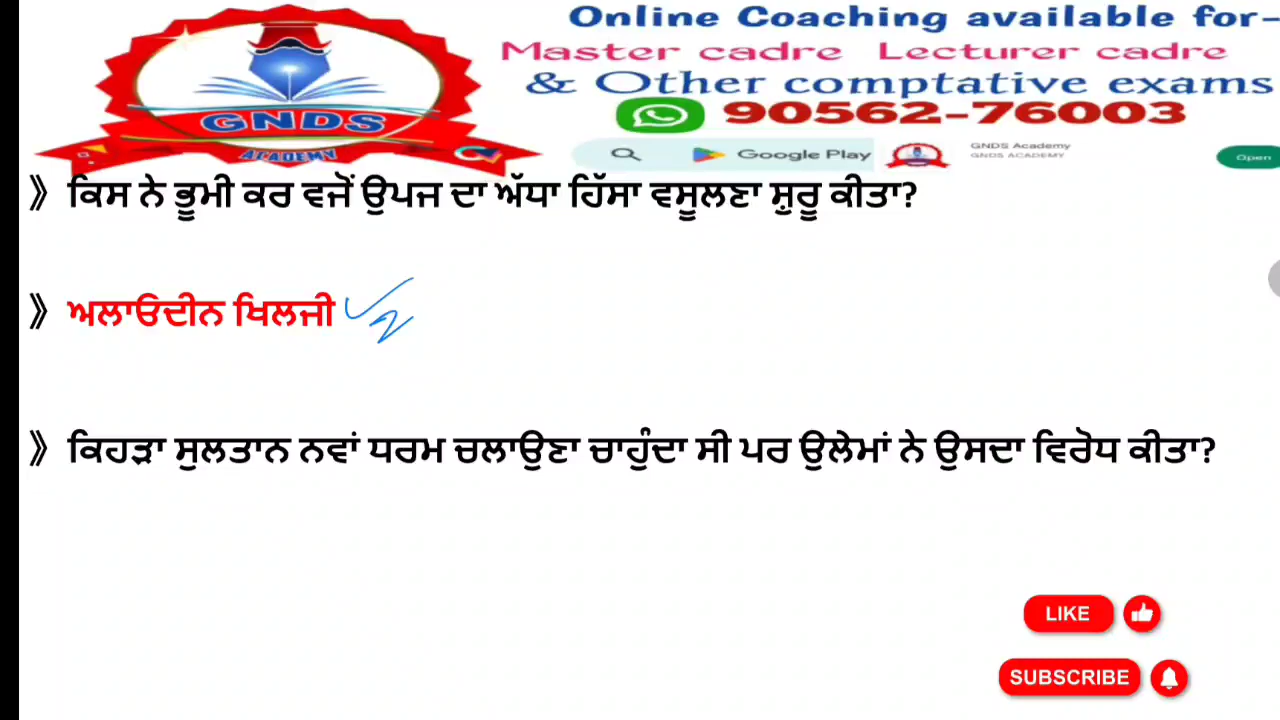 Online Coaching available for-
Master cadre Lecturer cadre
& Other comptative exams
90562-76003
GNDS
ACADEMY
Google Play
GNDS Academy
GNDS ACADEMY
Open
》 ਕਿਸ ਨੇ ਭੂਮੀ ਕਰ ਵਜੋਂ ਉਪਜ ਦਾ ਅੱਧਾ ਹਿੱਸਾ ਵਸੂਲਣਾ ਸ਼ੁਰੂ ਕੀਤਾ?
》 ਅਲਾਓਦੀਨ ਖਿਲਜੀ
》 ਕਿਹੜਾ ਸੁਲਤਾਨ ਨਵਾਂ ਧਰਮ ਚਲਾਉਣਾ ਚਾਹੁੰਦਾ ਸੀ ਪਰ ਉਲੇਮਾਂ ਨੇ ਉਸਦਾ ਵਿਰੋਧ ਕੀਤਾ?
LIKE
SUBSCRIBE